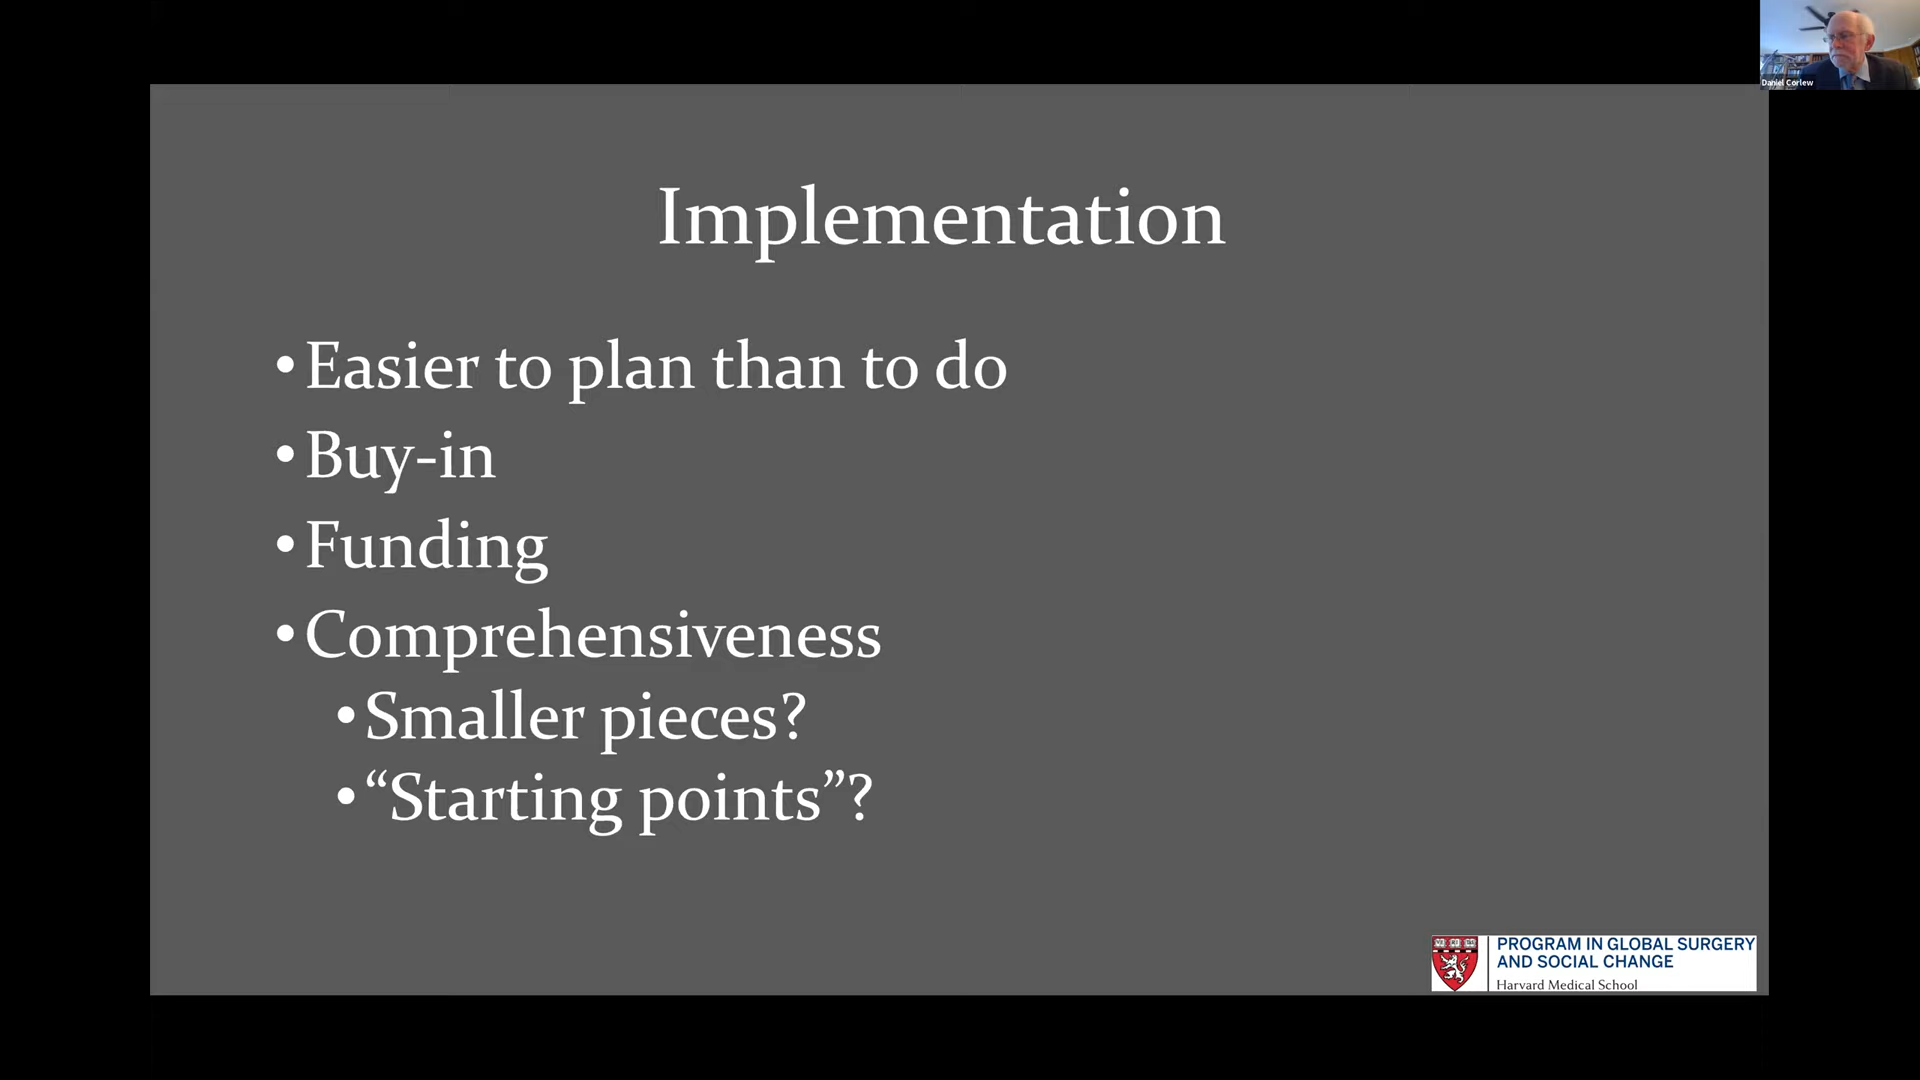 Daniel Corlew
Implementation
•Easier to plan than to do
•Buy-in
•Funding
•Comprehensiveness
•Smaller pieces?
•“Starting points”?
PROGRAM IN GLOBAL SURGERY
AND SOCIAL CHANGE
Harvard Medical School